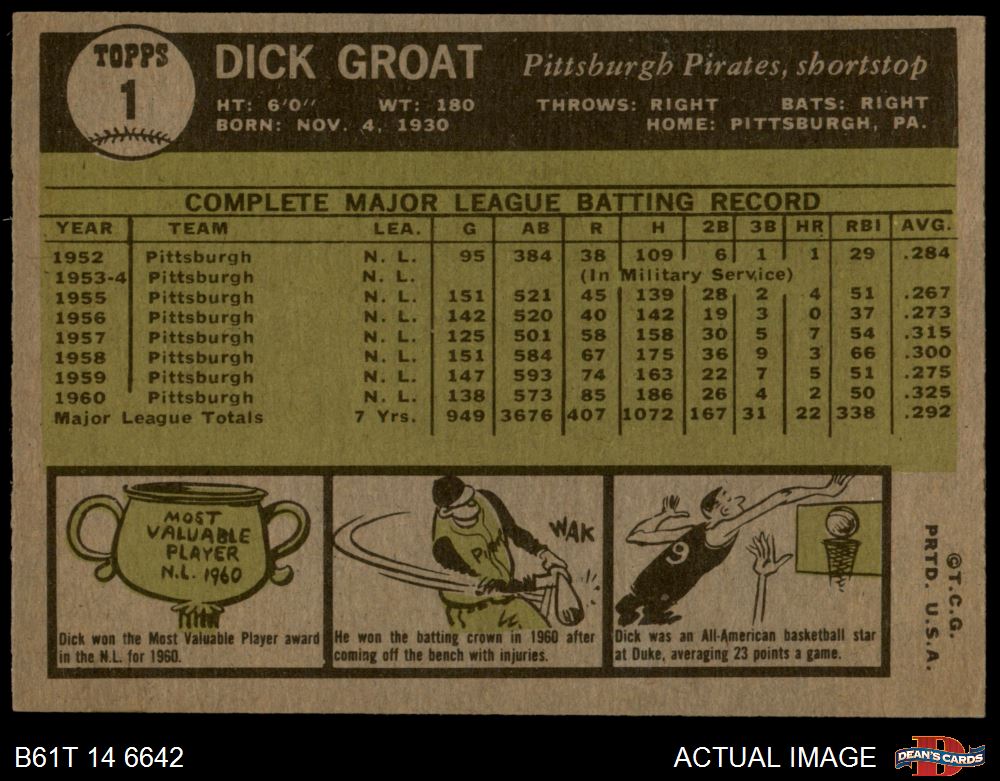 TOPPS
1
DICK GROAT
Pittsburgh Pirates, shortstop
HT: 6'0" WT: 180 THROWS: RIGHT BATS: RIGHT
BORN: NOV. 4, 1930 HOME: PITTSBURGH, PA.
COMPLETE MAJOR LEAGUE BATTING RECORD
YEAR TEAM LEA. G AB R H 2B 3B HR RBI AVG.
1952 Pittsburgh N. L. 95 384 38 109 6 1 1 29 .284
1953-4 Pittsburgh N. L. (In Military Service)
1955 Pittsburgh N. L. 151 521 45 139 28 2 4 51 .267
1956 Pittsburgh N. L. 142 520 40 142 19 3 0 37 .273
1957 Pittsburgh N. L. 125 501 58 158 30 5 7 54 .315
1958 Pittsburgh N. L. 151 584 67 175 36 9 3 66 .300
1959 Pittsburgh N. L. 147 593 74 163 22 7 5 51 .275
1960 Pittsburgh N. L. 138 573 85 186 26 4 2 50 .325
Major League Totals 7 Yrs. 949 3676 407 1072 167 31 22 338 .292
MOST
VALUABLE
PLAYER
N.L. 1960
Dick won the Most Valuable Player award
in the N.L. for 1960.
WAK
He won the batting crown in 1960 after
coming off the bench with injuries.
9
Dick was an All-American basketball star
at Duke, averaging 23 points a game.
©T.C.G.
PRTD. U.S.A.
B61T 14 6642
ACTUAL IMAGE
DEAN'S CARDS